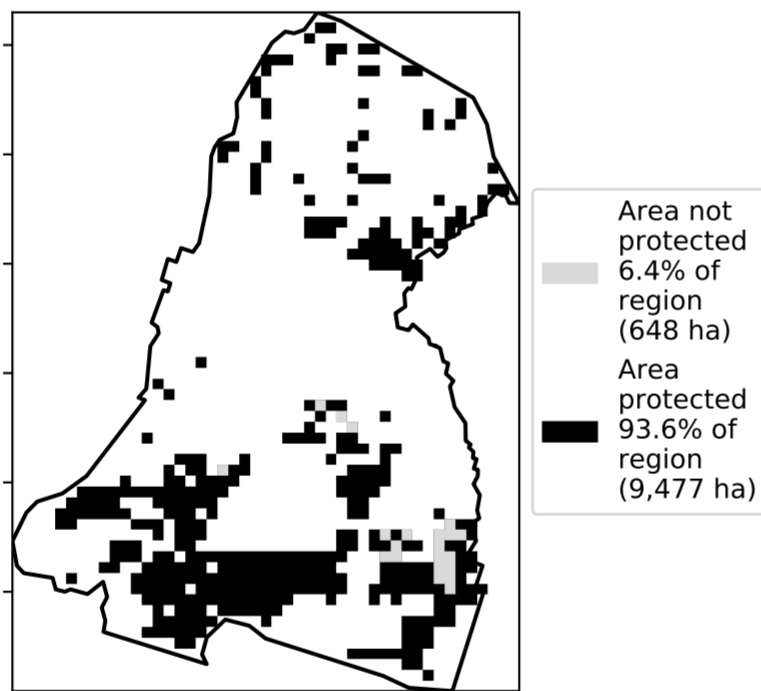 Area not
protected
6.4% of
region
(648 ha)
Area
protected
93.6% of
region
(9,477 ha)